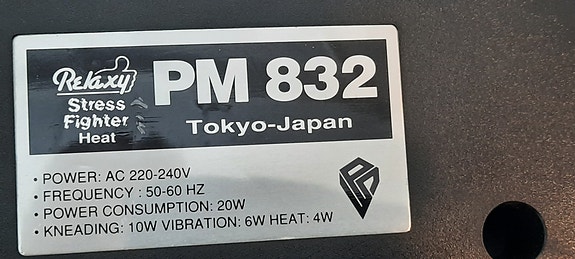 Relaxy
Stress
Fighter
Heat
PM 832
Tokyo-Japan
• POWER: AC 220-240V
• FREQUENCY : 50-60 HZ
• POWER CONSUMPTION: 20W
• KNEADING: 10W VIBRATION: 6W HEAT: 4W